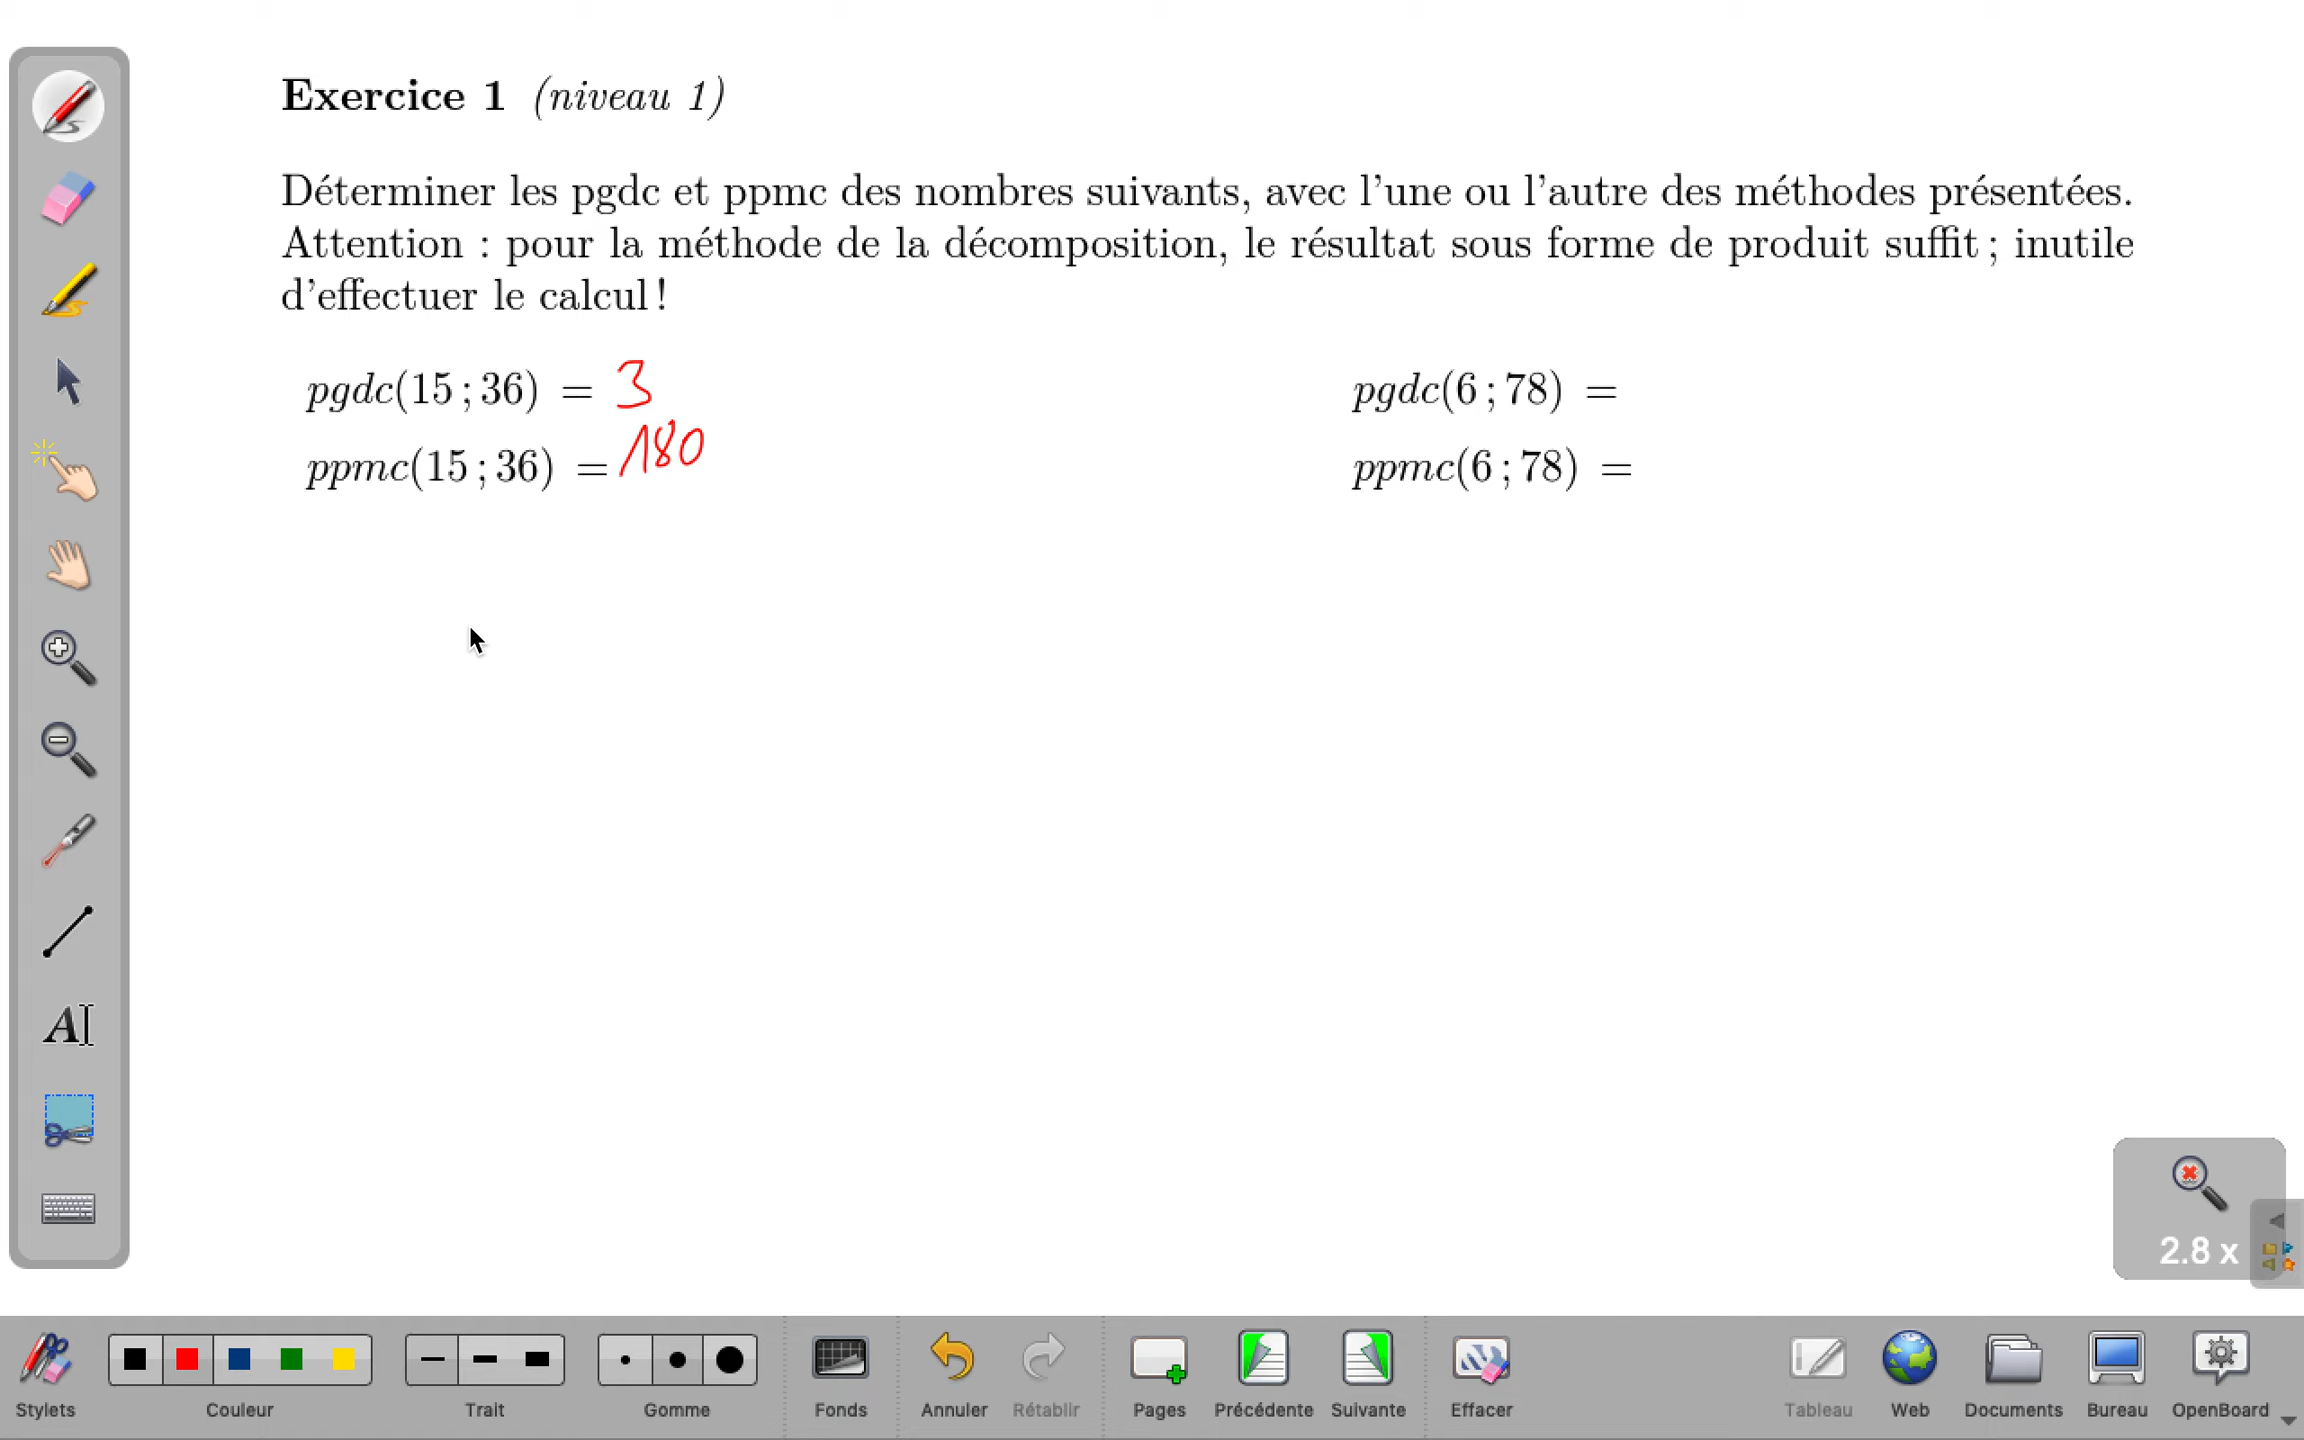 Exercice 1 (niveau 1)
Déterminer les pgdc et ppmc des nombres suivants, avec l'une ou l'autre des méthodes présentées.
Attention : pour la méthode de la décomposition, le résultat sous forme de produit suffit ; inutile
d'effectuer le calcul !
pgdc(15 ; 36) = 3
ppmc(15 ; 36) = 180
pgdc(6 ; 78) =
ppmc(6 ; 78) =
AI
2.8 x
Stylets
Couleur
Trait
Gomme
Fonds
Annuler
Rétablir
Pages
Précédente
Suivante
Effacer
Tableau
Web
Documents
Bureau
OpenBoard